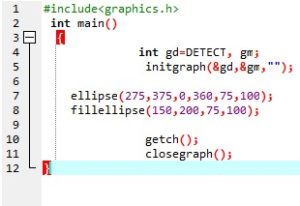 1 #include<graphics.h>
2 int main()
3 {
4 int gd=DETECT, gm;
5 initgraph(&gd,&gm,"");
6
7 ellipse(275,375,0,360,75,100);
8 fillellipse(150,200,75,100);
9
10 getch();
11 closegraph();
12 }